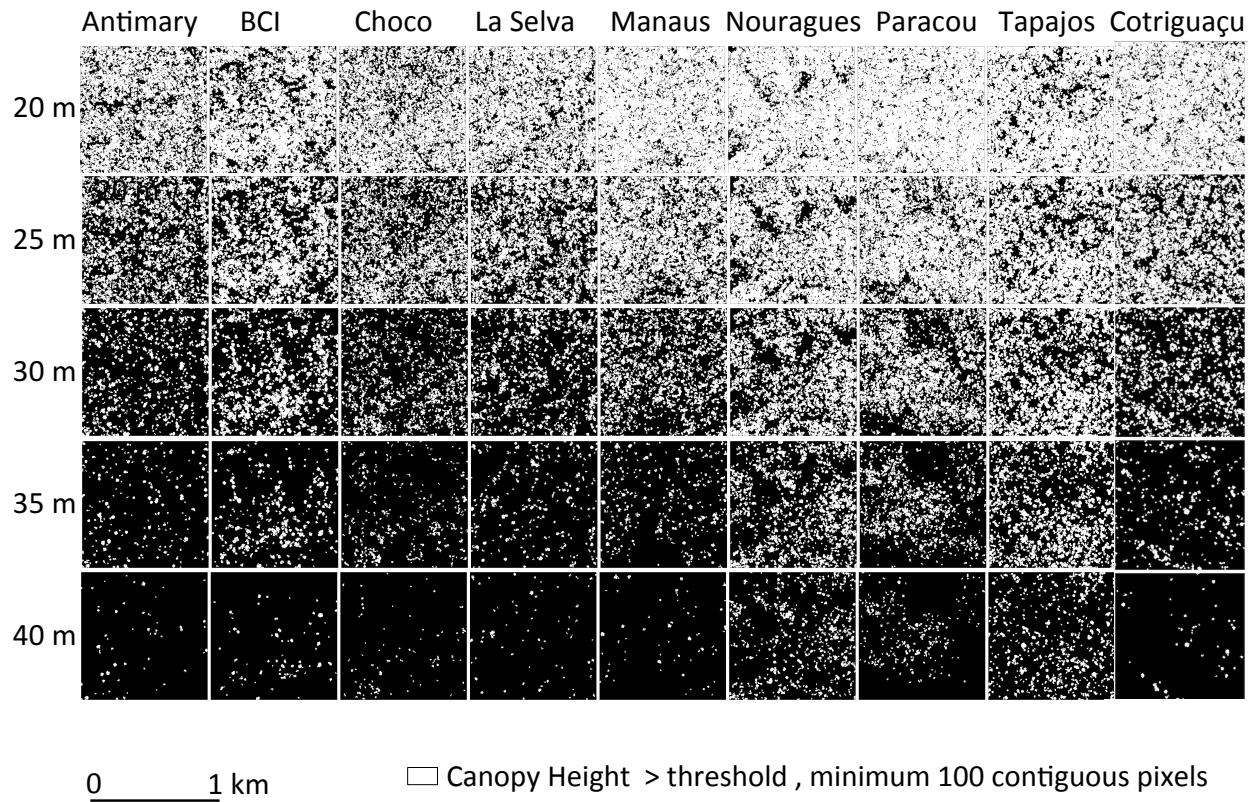 Antimary BCI Choco La Selva Manaus Nouragues Paracou Tapajos Cotriguaçu
20 m
25 m
30 m
35 m
40 m
0 1 km
Canopy Height > threshold , minimum 100 contiguous pixels